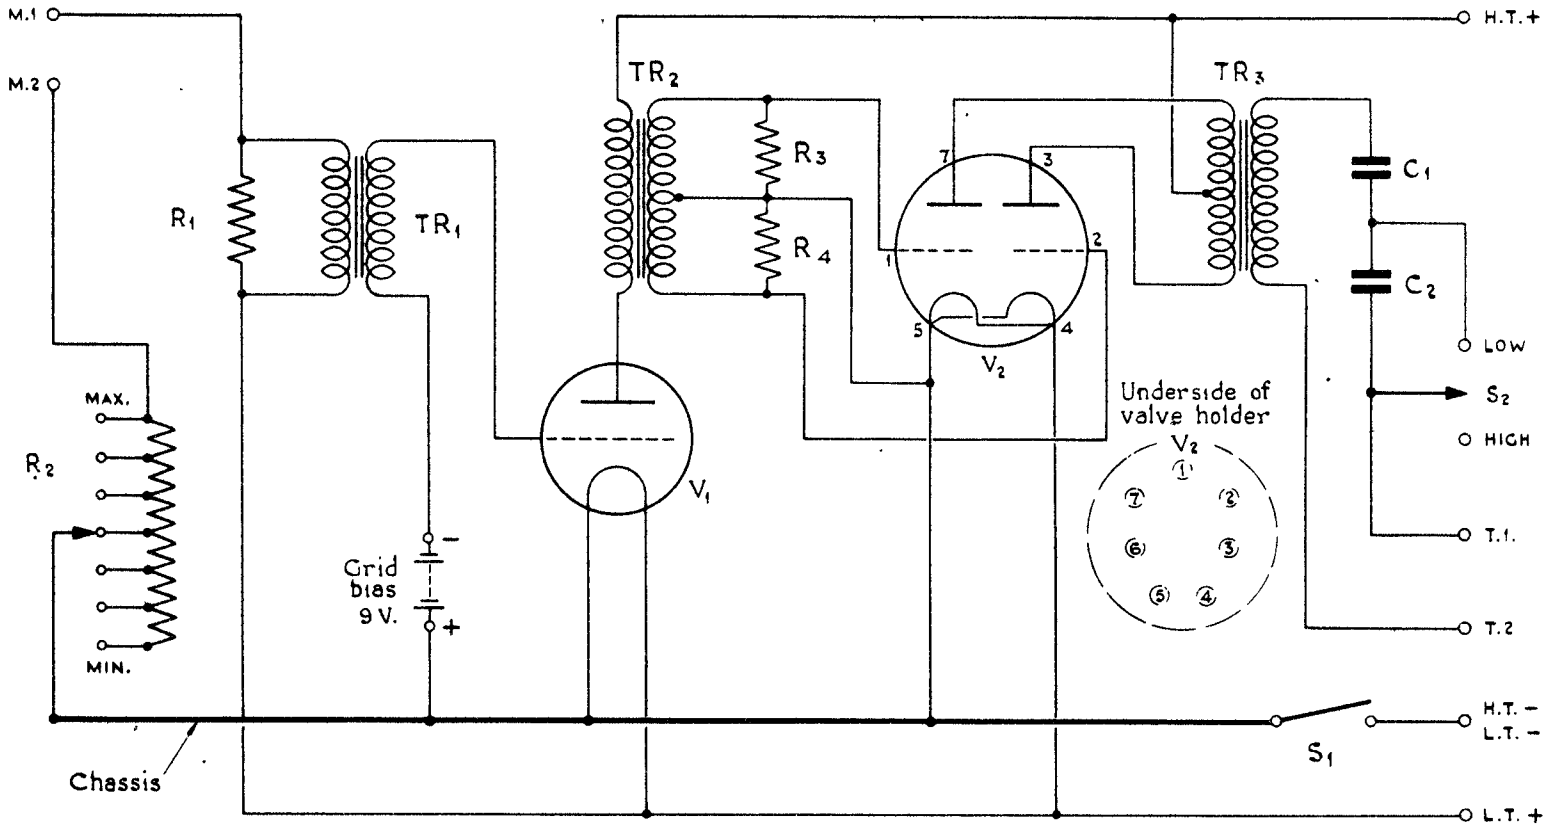 M.1
M.2
R1
TR1
TR2
R3
R4
7
3
1
2
5
4
V2
TR3
C1
C2
H.T.+
LOW
S2
HIGH
T.1.
T.2
H.T. -
L.T. -
S1
L.T. +
MAX.
R2
MIN.
Grid
bias
9 V.
-
+
V1
Underside of
valve holder
V2
1
7
2
6
3
5
4
Chassis